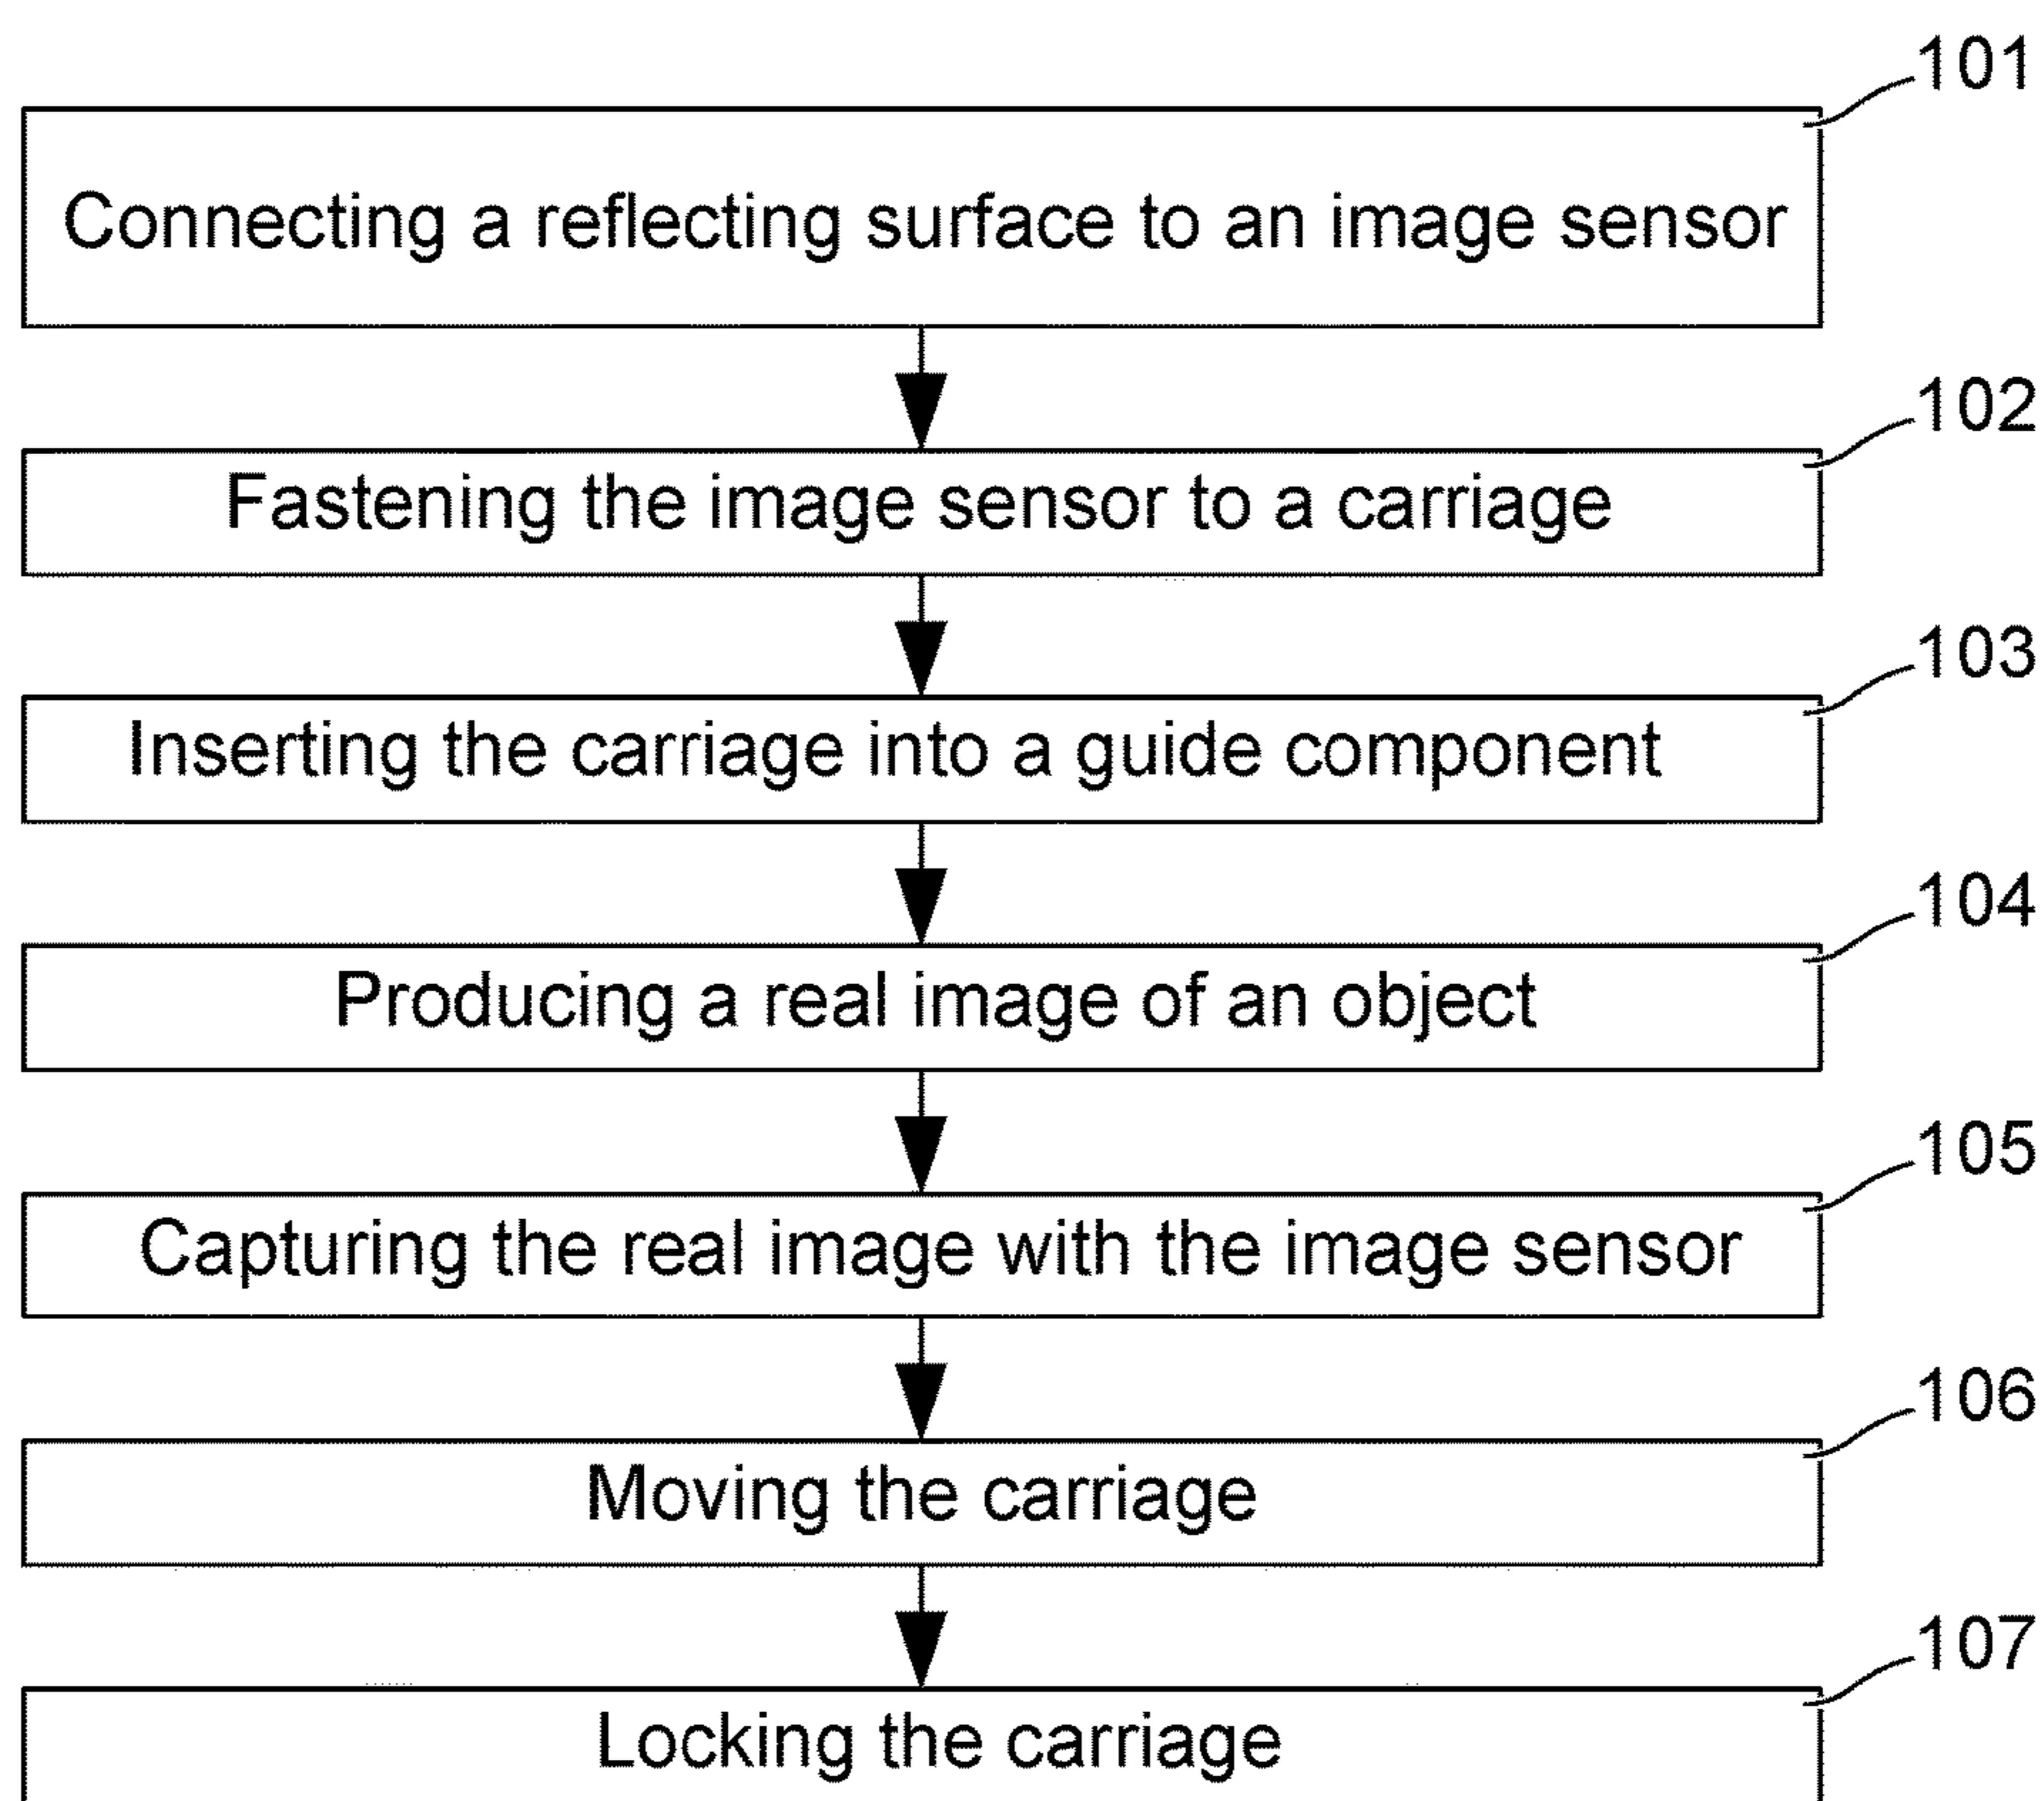 101
Connecting a reflecting surface to an image sensor
102
Fastening the image sensor to a carriage
103
Inserting the carriage into a guide component
104
Producing a real image of an object
105
Capturing the real image with the image sensor
106
Moving the carriage
107
Locking the carriage